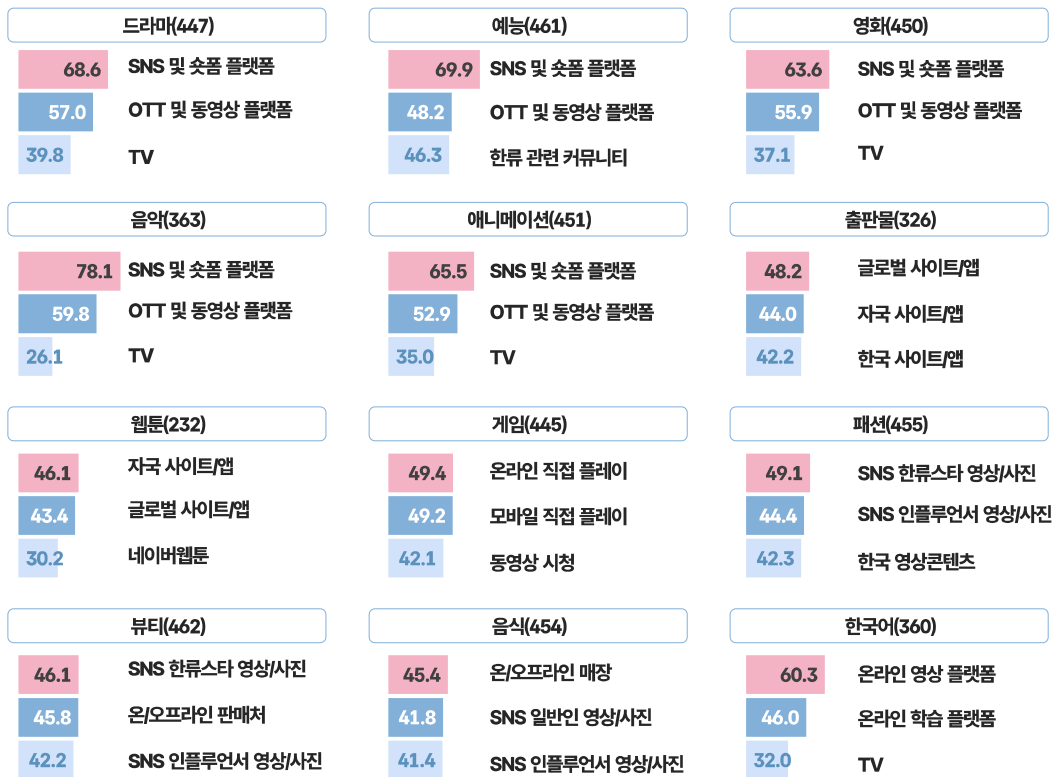 드라마(447)
68.6 SNS 및 숏폼 플랫폼
57.0 OTT 및 동영상 플랫폼
39.8 TV
예능(461)
69.9 SNS 및 숏폼 플랫폼
48.2 OTT 및 동영상 플랫폼
46.3 한류 관련 커뮤니티
영화(450)
63.6 SNS 및 숏폼 플랫폼
55.9 OTT 및 동영상 플랫폼
37.1 TV
음악(363)
78.1 SNS 및 숏폼 플랫폼
59.8 OTT 및 동영상 플랫폼
26.1 TV
애니메이션(451)
65.5 SNS 및 숏폼 플랫폼
52.9 OTT 및 동영상 플랫폼
35.0 TV
출판물(326)
48.2 글로벌 사이트/앱
44.0 자국 사이트/앱
42.2 한국 사이트/앱
웹툰(232)
46.1 자국 사이트/앱
43.4 글로벌 사이트/앱
30.2 네이버웹툰
게임(445)
49.4 온라인 직접 플레이
49.2 모바일 직접 플레이
42.1 동영상 시청
패션(455)
49.1 SNS 한류스타 영상/사진
44.4 SNS 인플루언서 영상/사진
42.3 한국 영상콘텐츠
뷰티(462)
46.1 SNS 한류스타 영상/사진
45.8 온/오프라인 판매처
42.2 SNS 인플루언서 영상/사진
음식(454)
45.4 온/오프라인 매장
41.8 SNS 일반인 영상/사진
41.4 SNS 인플루언서 영상/사진
한국어(360)
60.3 온라인 영상 플랫폼
46.0 온라인 학습 플랫폼
32.0 TV